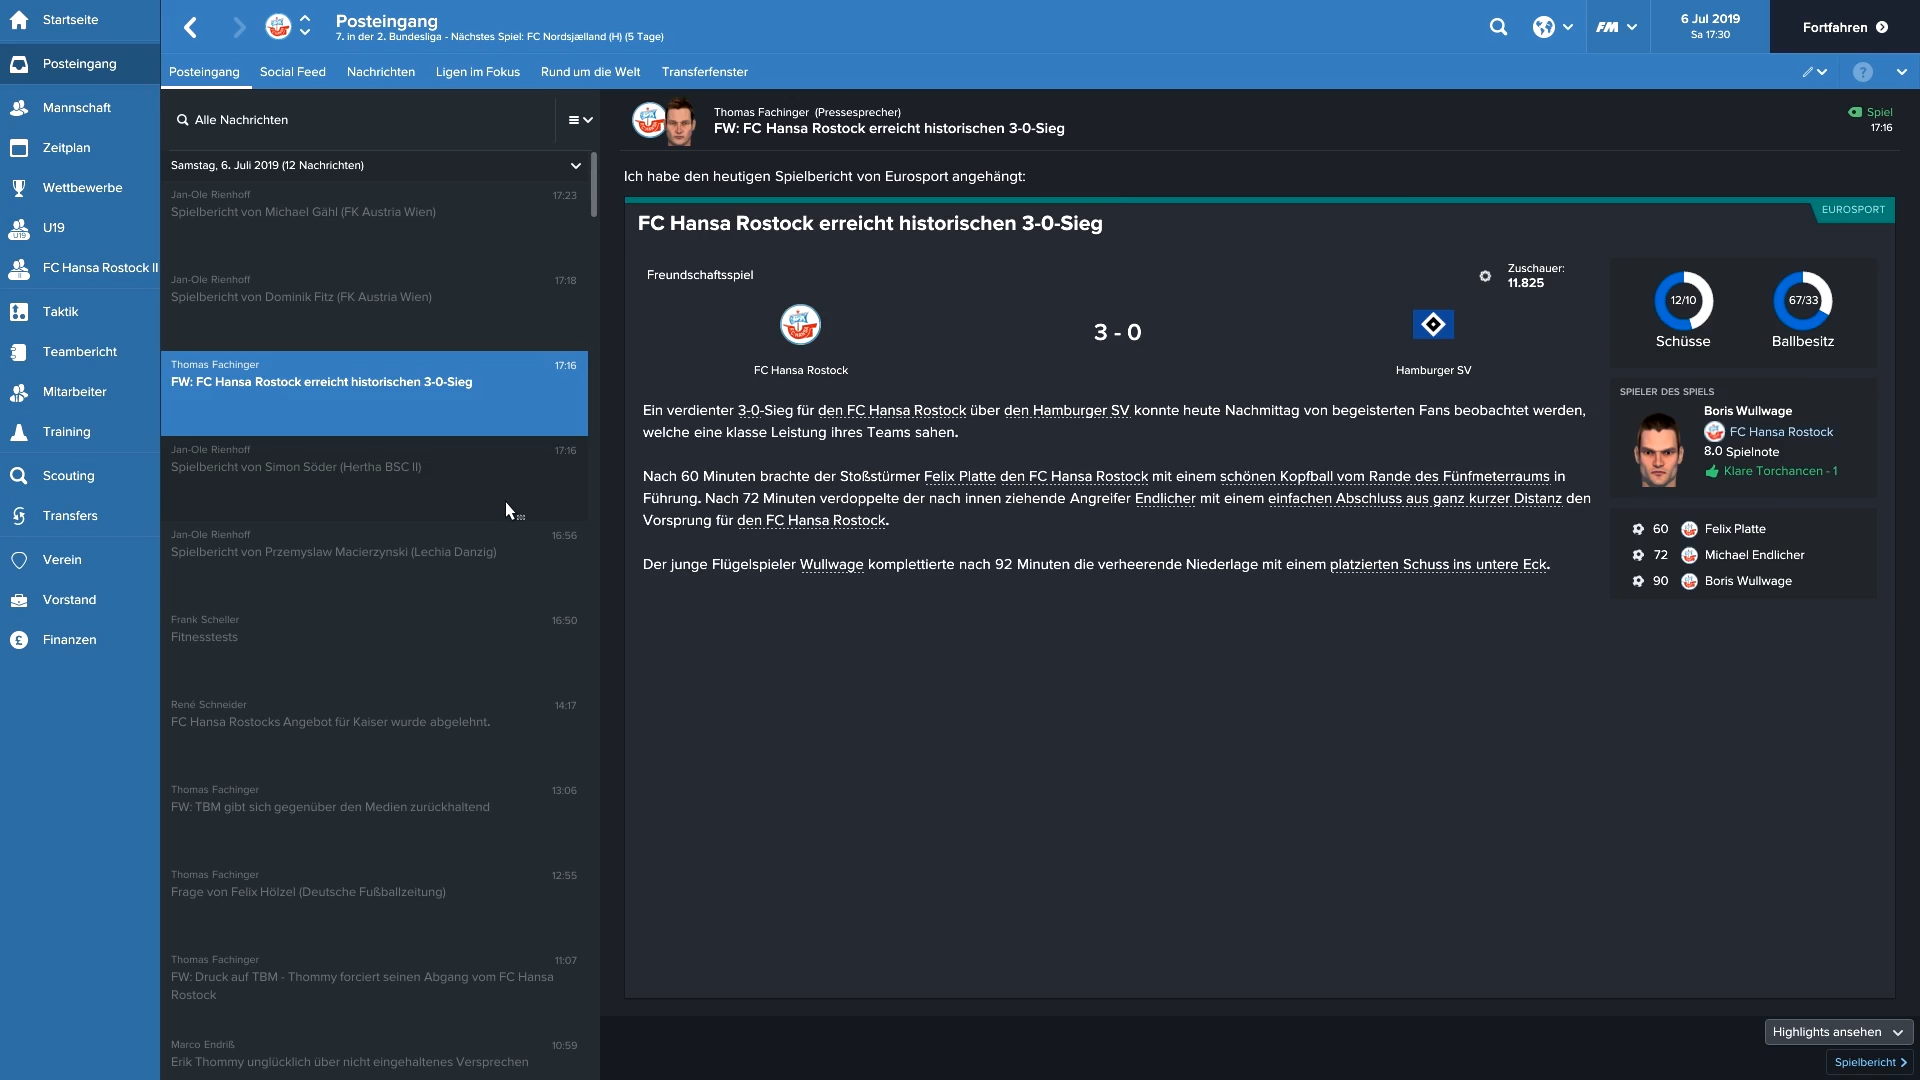 Startseite
Posteingang
Mannschaft
Zeitplan
Wettbewerbe
U19
FC Hansa Rostock II
Taktik
Teambericht
Mitarbeiter
Training
Scouting
Transfers
Verein
Vorstand
Finanzen
Posteingang
7. in der 2. Bundesliga - Nächstes Spiel: FC Nordsjælland (H) (5 Tage)
FM
6 Jul 2019
Sa 17:30
Fortfahren
Posteingang Social Feed Nachrichten Ligen im Fokus Rund um die Welt Transferfenster
Alle Nachrichten
Samstag, 6. Juli 2019 (12 Nachrichten)
Jan-Ole Rienhoff 17:23
Spielbericht von Michael Gähl (FK Austria Wien)
Jan-Ole Rienhoff 17:18
Spielbericht von Dominik Fitz (FK Austria Wien)
Thomas Fachinger 17:16
FW: FC Hansa Rostock erreicht historischen 3-0-Sieg
Jan-Ole Rienhoff 17:16
Spielbericht von Simon Söder (Hertha BSC II)
Jan-Ole Rienhoff 16:56
Spielbericht von Przemyslaw Macierzynski (Lechia Danzig)
Frank Scheller 16:50
Fitnesstests
René Schneider 14:17
FC Hansa Rostocks Angebot für Kaiser wurde abgelehnt.
Thomas Fachinger 13:06
FW: TBM gibt sich gegenüber den Medien zurückhaltend
Thomas Fachinger 12:55
Frage von Felix Hölzel (Deutsche Fußballzeitung)
Thomas Fachinger 11:07
FW: Druck auf TBM - Thommy forciert seinen Abgang vom FC Hansa
Rostock
Marco Endriß 10:59
Erik Thommy unglücklich über nicht eingehaltenes Versprechen
Thomas Fachinger (Pressesprecher)
FW: FC Hansa Rostock erreicht historischen 3-0-Sieg
Spiel
17:16
Ich habe den heutigen Spielbericht von Eurosport angehängt:
EUROSPORT
FC Hansa Rostock erreicht historischen 3-0-Sieg
Freundschaftsspiel
Zuschauer:
11.825
3 - 0
FC Hansa Rostock
Hamburger SV
12/10
67/33
Schüsse
Ballbesitz
Ein verdienter 3-0-Sieg für den FC Hansa Rostock über den Hamburger SV konnte heute Nachmittag von begeisterten Fans beobachtet werden,
welche eine klasse Leistung ihres Teams sahen.
Nach 60 Minuten brachte der Stoßstürmer Felix Platte den FC Hansa Rostock mit einem schönen Kopfball vom Rande des Fünfmeterraums in
Führung. Nach 72 Minuten verdoppelte der nach innen ziehende Angreifer Endlicher mit einem einfachen Abschluss aus ganz kurzer Distanz den
Vorsprung für den FC Hansa Rostock.
Der junge Flügelspieler Wullwage komplettierte nach 92 Minuten die verheerende Niederlage mit einem platzierten Schuss ins untere Eck.
SPIELER DES SPIELS
Boris Wullwage
FC Hansa Rostock
8.0 Spielnote
Klare Torchancen - 1
60 Felix Platte
72 Michael Endlicher
90 Boris Wullwage
Highlights ansehen
Spielbericht